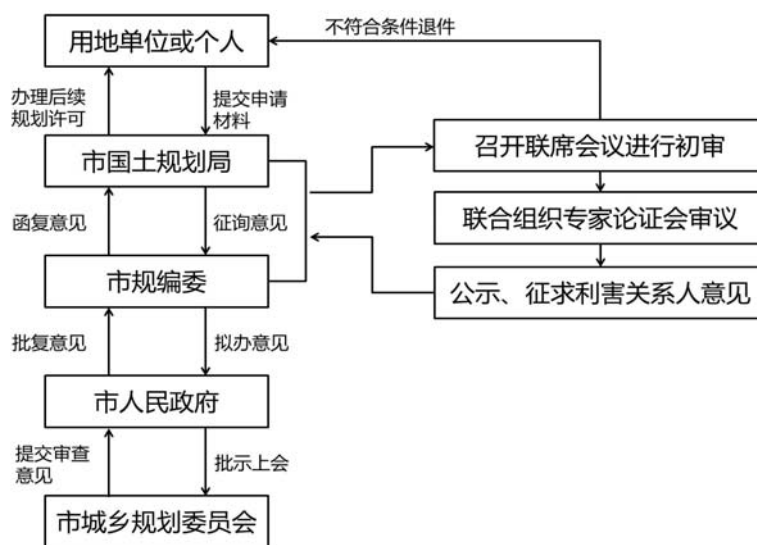 用地单位或个人
不符合条件退件
办理后续
规划许可
提交申请
材料
市国土规划局
召开联席会议进行初审
函复意见
征询意见
联合组织专家论证会审议
市规编委
公示、征求利害关系人意见
批复意见
拟办意见
市人民政府
提交审查
意见
批示上会
市城乡规划委员会